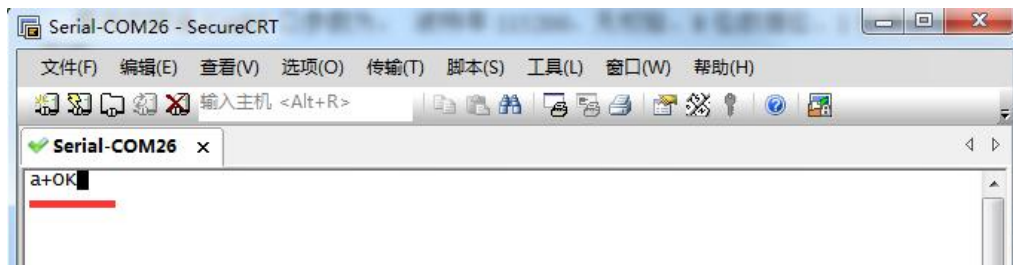 Serial-COM26 - SecureCRT
文件(F) 编辑(E) 查看(V) 选项(O) 传输(T) 脚本(S) 工具(L) 窗口(W) 帮助(H)
输入主机 <Alt+R>
Serial-COM26
a+OK